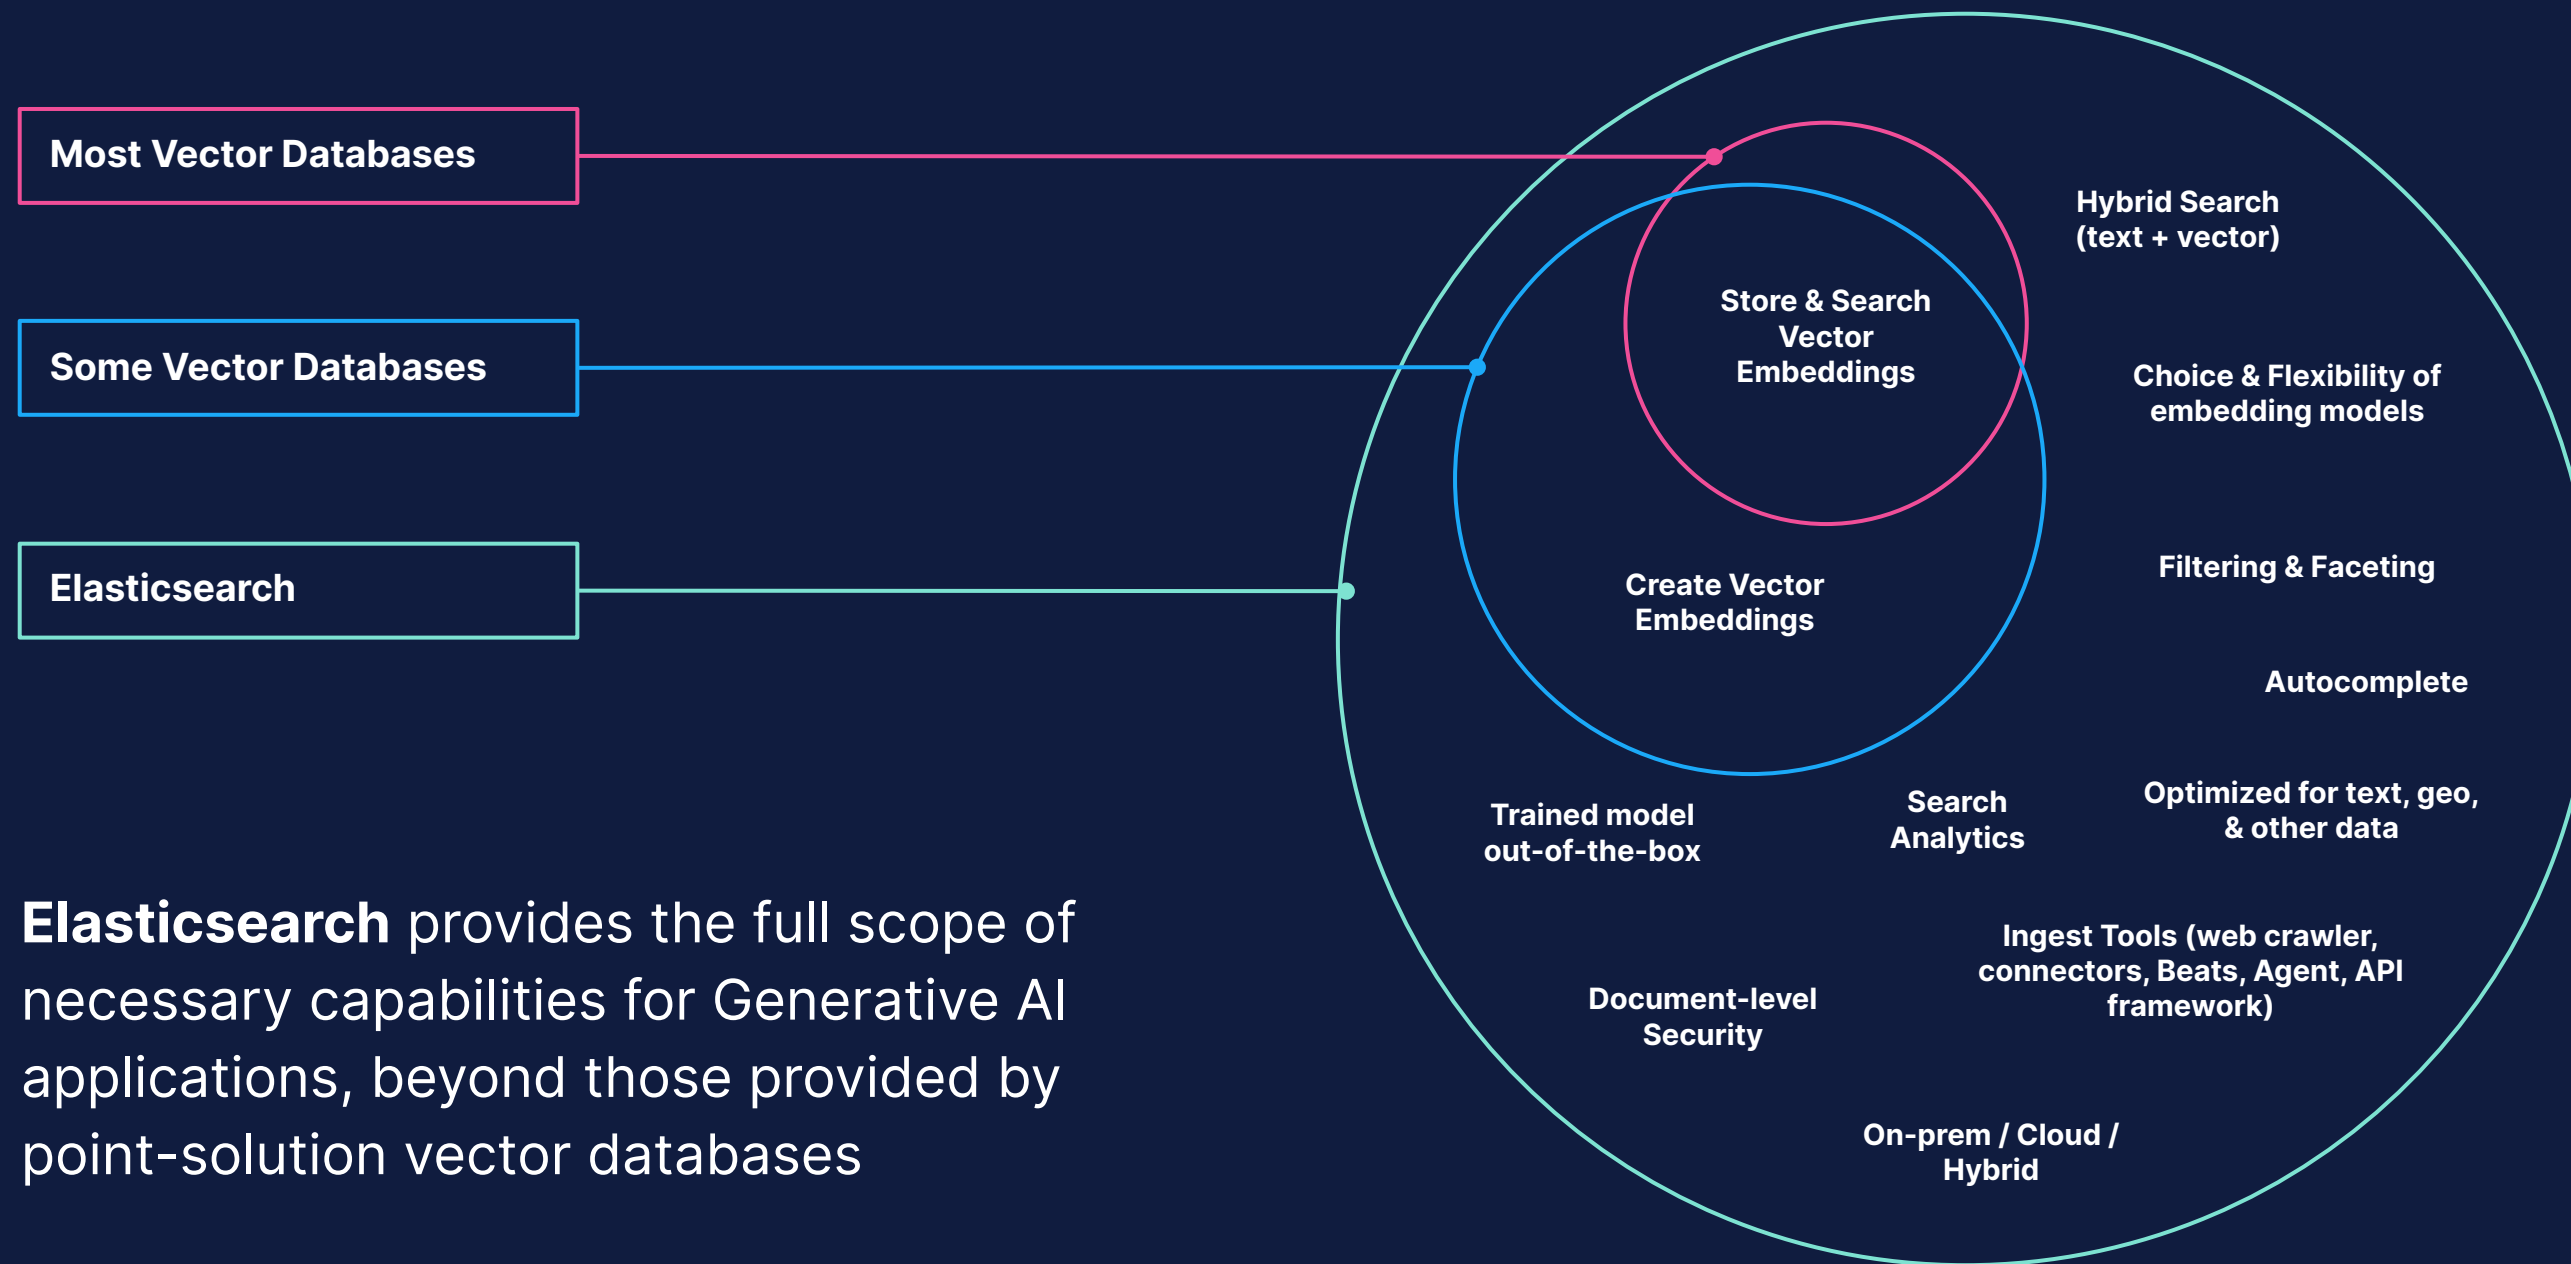 Most Vector Databases
Some Vector Databases
Elasticsearch
Elasticsearch provides the full scope of
necessary capabilities for Generative AI
applications, beyond those provided by
point-solution vector databases
Store & Search
Vector
Embeddings
Create Vector
Embeddings
Hybrid Search
(text + vector)
Choice & Flexibility of
embedding models
Filtering & Faceting
Autocomplete
Optimized for text, geo,
& other data
Search
Analytics
Trained model
out-of-the-box
Ingest Tools (web crawler,
connectors, Beats, Agent, API
framework)
Document-level
Security
On-prem / Cloud /
Hybrid